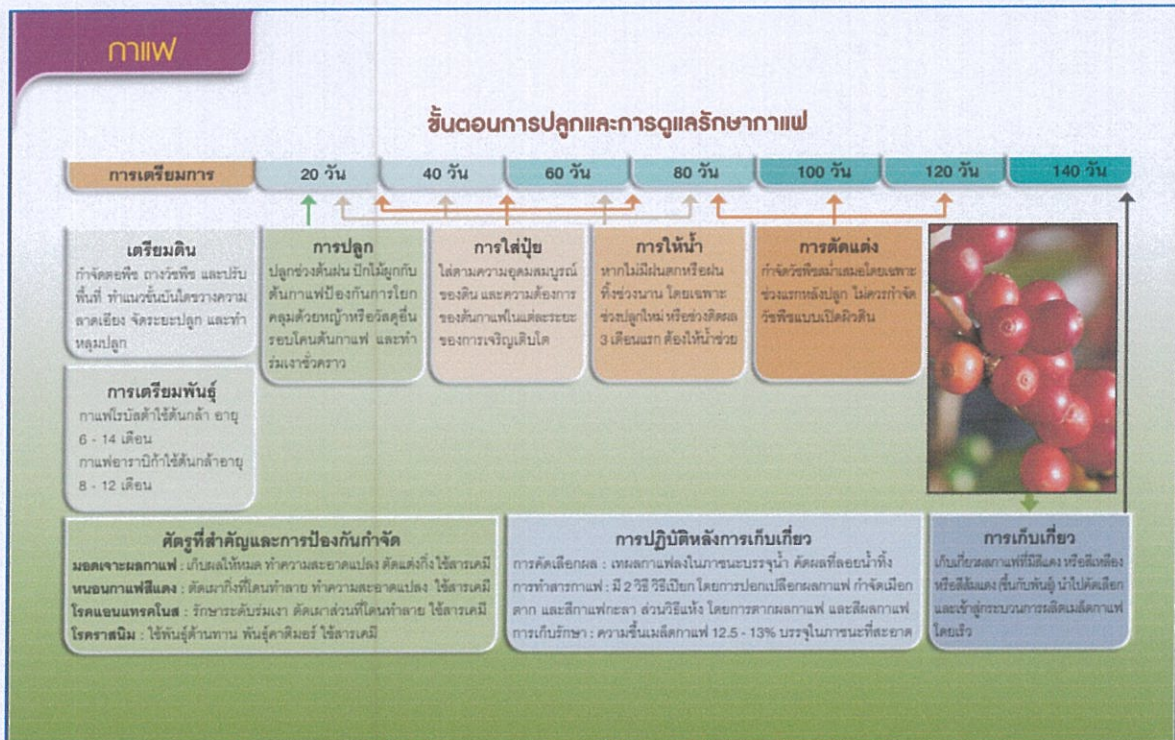 กาแฟ
ขั้นตอนการปลูกและการดูแลรักษากาแฟ
การเตรียมการ
20 วัน
40 วัน
60 วัน
80 วัน
100 วัน
120 วัน
140 วัน
เตรียมดิน
กำจัดตอพืช ถางวัชพืช และปรับ
พื้นที่ ทำแนวขั้นบันไดขวางความ
ลาดเอียง จัดระยะปลูก และทำ
หลุมปลูก
การเตรียมพันธุ์
กาแฟโรบัสต้าใช้ต้นกล้า อายุ
6 - 14 เดือน
กาแฟอาราบิก้าใช้ต้นกล้าอายุ
8 - 12 เดือน
การปลูก
ปลูกช่วงต้นฝน ปักไม้ผูกกับ
ต้นกาแฟป้องกันการโยก
คลุมด้วยหญ้าหรือวัสดุอื่น
รอบโคนต้นกาแฟ และทำ
ร่มเงาชั่วคราว
การใส่ปุ๋ย
ใส่ตามความอุดมสมบูรณ์
ของดิน และความต้องการ
ของต้นกาแฟในแต่ละระยะ
ของการเจริญเติบโต
การให้น้ำ
หากไม่มีฝนตกหรือฝน
ทิ้งช่วงนาน โดยเฉพาะ
ช่วงปลูกใหม่ หรือช่วงติดผล
3 เดือนแรก ต้องให้น้ำช่วย
การตัดแต่ง
กำจัดวัชพืชสม่ำเสมอโดยเฉพาะ
ช่วงแรกหลังปลูก ไม่ควรกำจัด
วัชพืชแบบเปิดผิวดิน
ศัตรูที่สำคัญและการป้องกันกำจัด
มอดเจาะผลกาแฟ : เก็บผลให้หมด ทำความสะอาดแปลง ตัดแต่งกิ่ง ใช้สารเคมี
หนอนกาแฟสีแดง : ตัดเผากิ่งที่โดนทำลาย ทำความสะอาดแปลง ใช้สารเคมี
โรคแอนแทรคโนส : รักษาระดับร่มเงา ตัดเผาส่วนที่โดนทำลาย ใช้สารเคมี
โรคราสนิม : ใช้พันธุ์ต้านทาน พันธุ์คาติมอร์ ใช้สารเคมี
การปฏิบัติหลังการเก็บเกี่ยว
การคัดเลือกผล : เทผลกาแฟลงในภาชนะบรรจุน้ำ คัดผลที่ลอยน้ำทิ้ง
การทำสารกาแฟ : มี 2 วิธี วิธีเปียก โดยการปอกเปลือกผลกาแฟ กำจัดเมือก
ตาก และสีกาแฟกะลา ส่วนวิธีแห้ง โดยการตากผลกาแฟ และสีผลกาแฟ
การเก็บรักษา : ความชื้นเมล็ดกาแฟ 12.5 - 13% บรรจุในภาชนะที่สะอาด
การเก็บเกี่ยว
เก็บเกี่ยวผลกาแฟที่มีสีแดง หรือสีเหลือง
หรือสีส้มแดง (ขึ้นกับพันธุ์ นำไปคัดเลือก
และเข้าสู่กระบวนการผลิตเมล็ดกาแฟ
โดยเร็ว